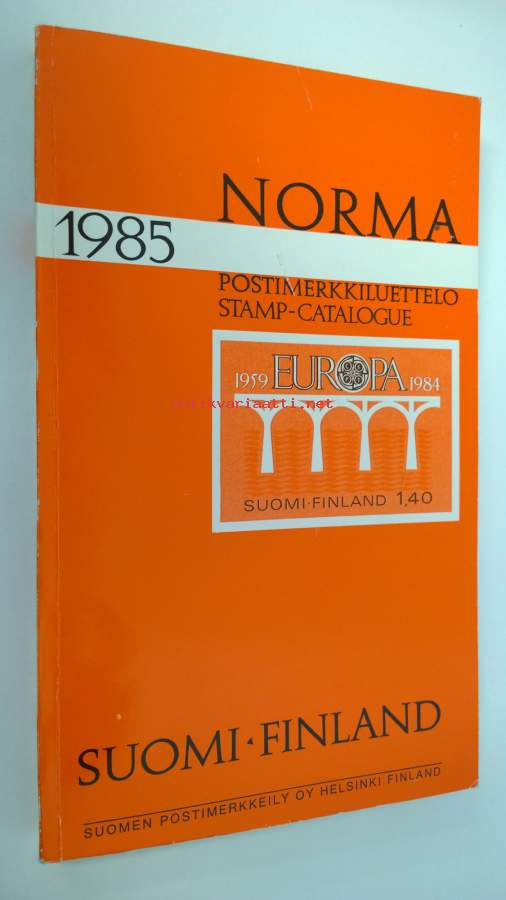 NORMA
1985
POSTIMERKKILUETTELO
STAMP-CATALOGUE
1959 EUROPA 1984
antikvariaatti.net
SUOMI·FINLAND 1,40
SUOMI·FINLAND
SUOMEN POSTIMERKKEILY OY HELSINKI FINLAND